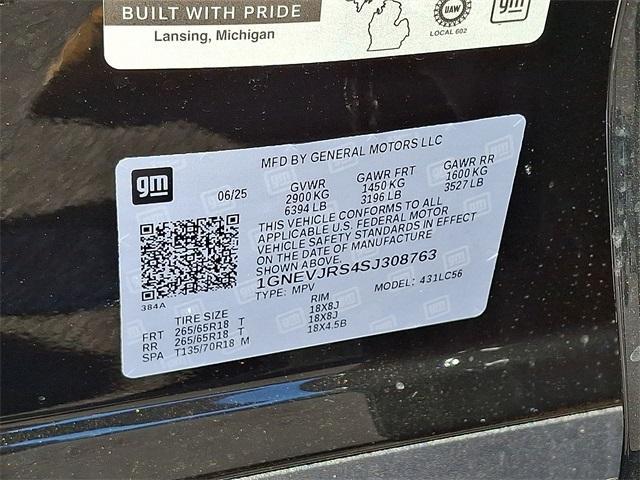 BUILT WITH PRIDE
Lansing, Michigan
UAW
LOCAL 602
gm
gm
MFD BY GENERAL MOTORS LLC
06/25
GVWR GAWR FRT GAWR RR
2900 KG 1450 KG 1600 KG
6394 LB 3196 LB 3527 LB
THIS VEHICLE CONFORMS TO ALL
APPLICABLE U.S. FEDERAL MOTOR
VEHICLE SAFETY STANDARDS IN EFFECT
ON THE DATE OF MANUFACTURE
SHOWN ABOVE.
1GNEVJRS4SJ308763
TYPE: MPV MODEL: 431LC56
384A
TIRE SIZE RIM
FRT 265/65R18 T 18X8J
RR 265/65R18 T 18X8J
SPA T135/70R18 M 18X4.5B